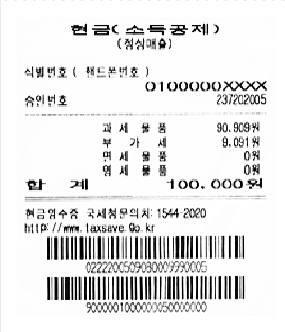 현금(소득공제)
(정상매출)
식별번호 ( 핸드폰번호 )
0100000XXXX
승인번호 237202005
과 세 물 품 90.909원
부 가 세 9.091원
면 세 물 품 0원
영 세 물 품 0원
합 계 100.000원
현금영수증 국세청문의처 1544-2020
http://www.taxsave.go.kr